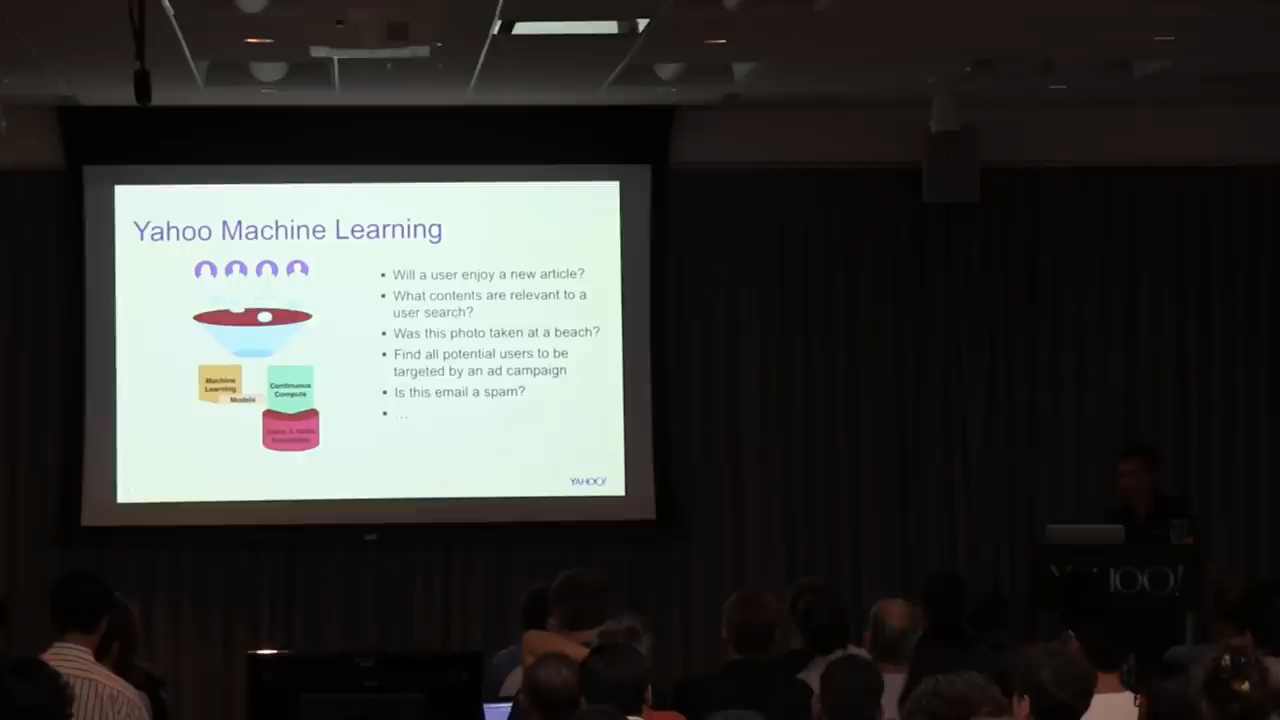 Yahoo Machine Learning
Will a user enjoy a new article?
What contents are relevant to a
user search?
Was this photo taken at a beach?
Find all potential users to be
targeted by an ad campaign
Is this email a spam?
...
Machine
Learning
Models
Continuous
Compute
YAHOO!
YAHOO!